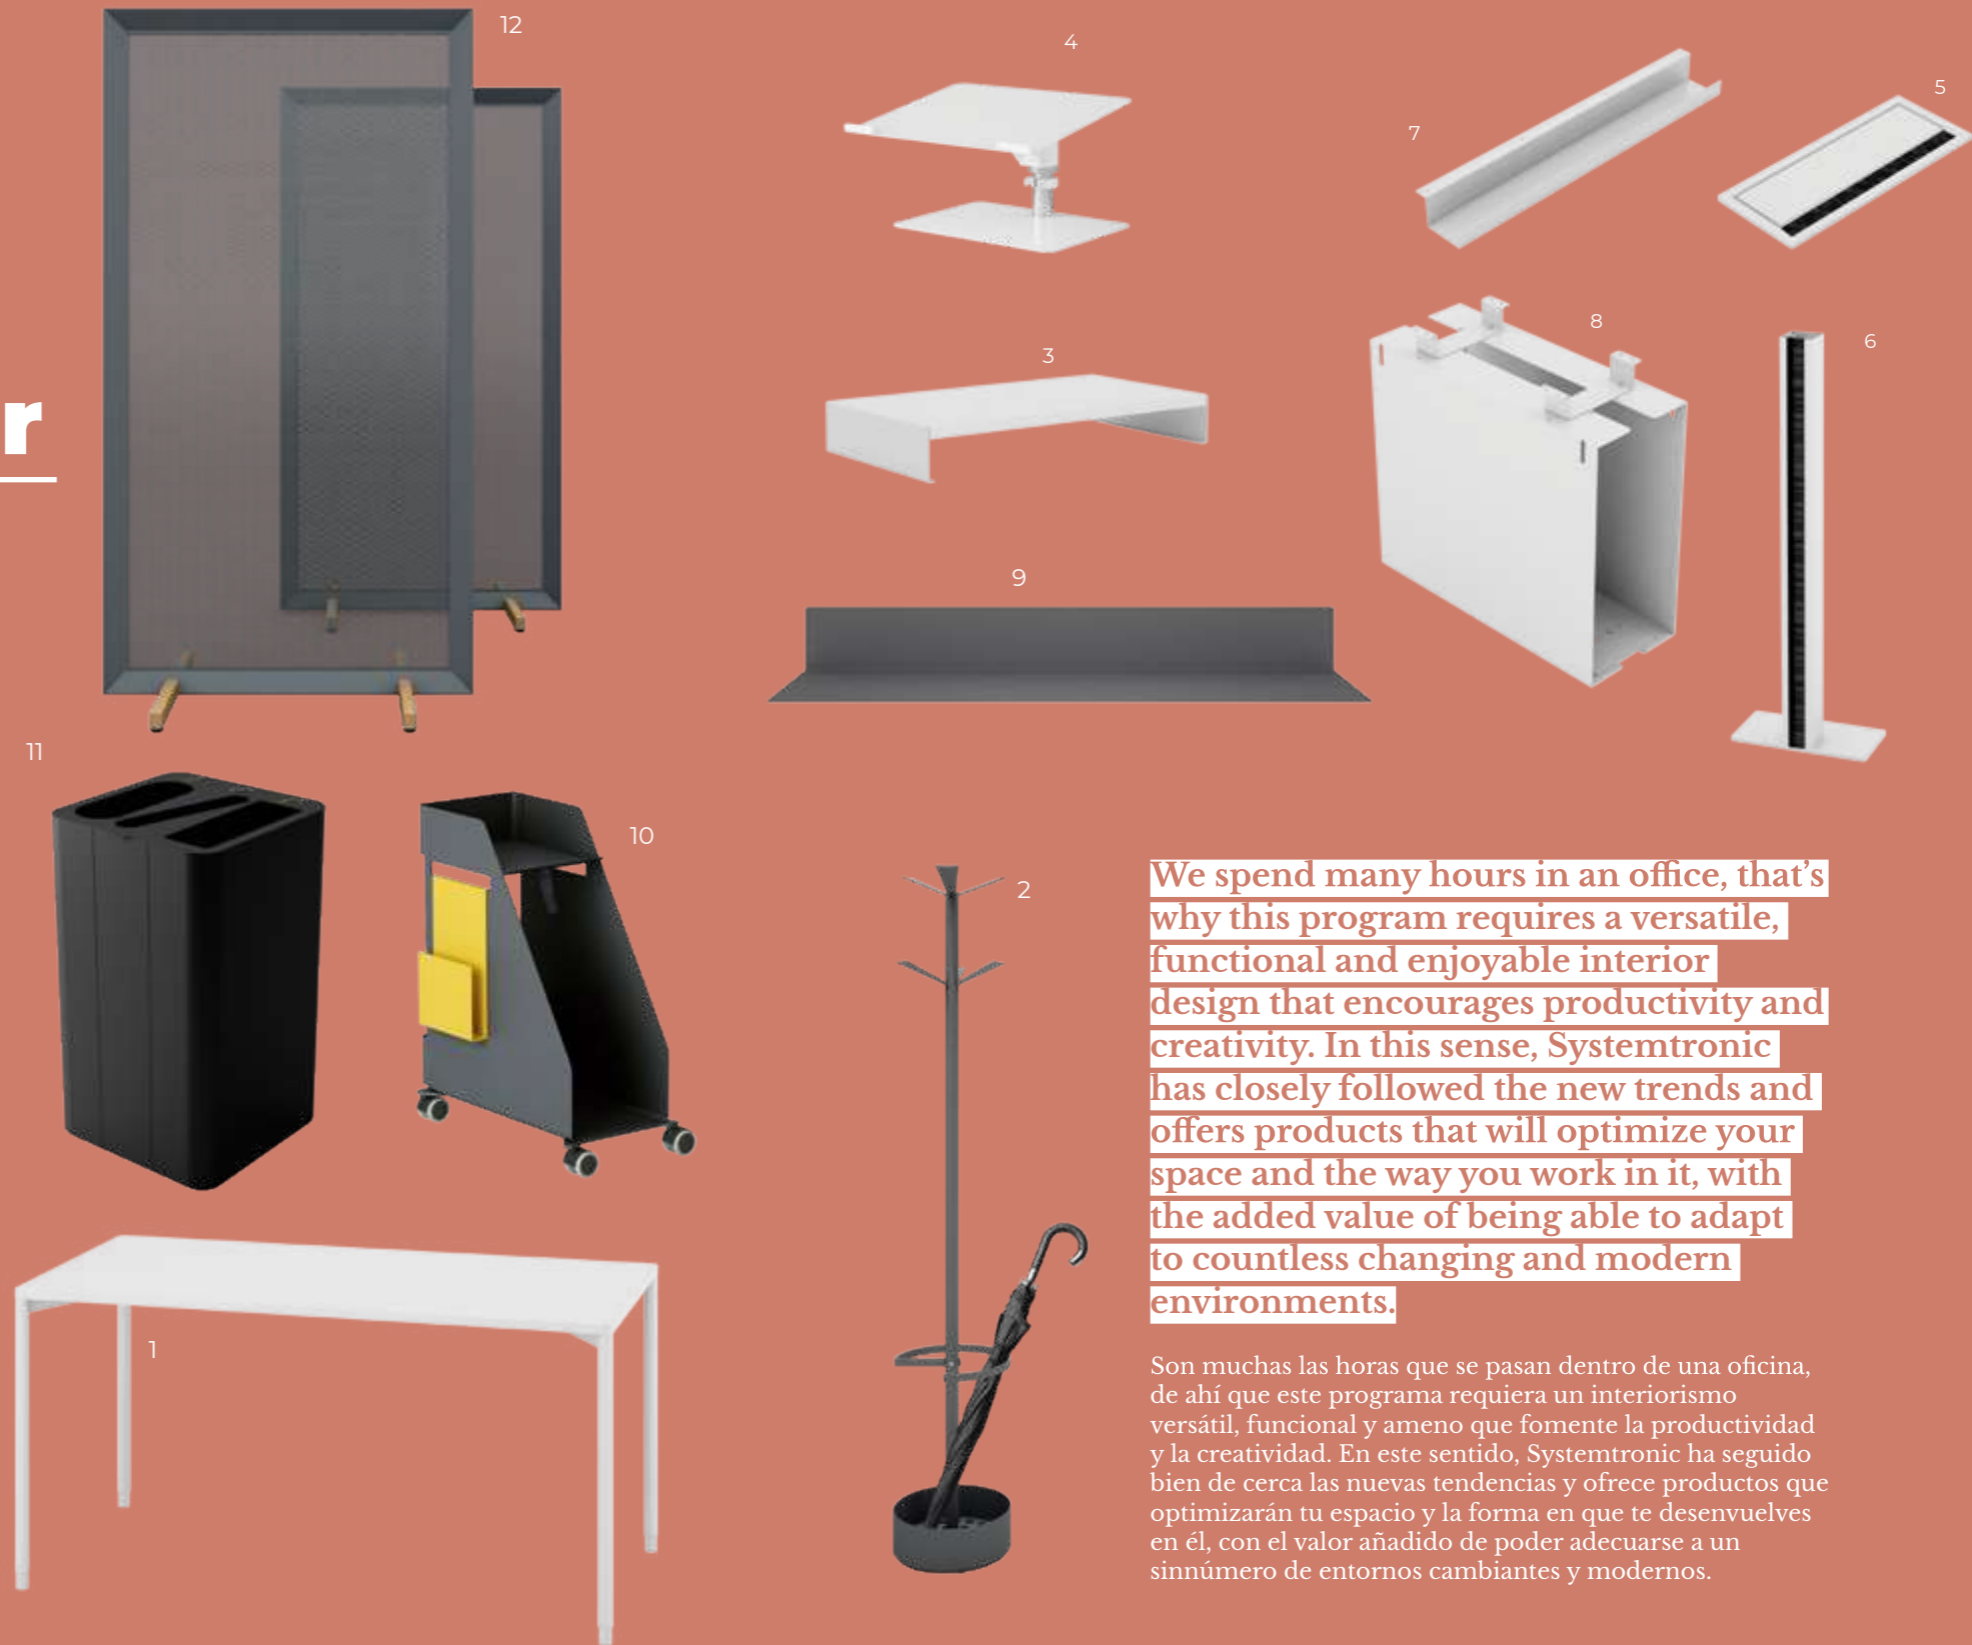 12
4
5
7
8
6
3
r
9
11
10
2
We spend many hours in an office, that’s
why this program requires a versatile,
functional and enjoyable interior
design that encourages productivity and
creativity. In this sense, Systemtronic
has closely followed the new trends and
offers products that will optimize your
space and the way you work in it, with
the added value of being able to adapt
to countless changing and modern
environments.
1
Son muchas las horas que se pasan dentro de una oficina,
de ahí que este programa requiera un interiorismo
versátil, funcional y ameno que fomente la productividad
y la creatividad. En este sentido, Systemtronic ha seguido
bien de cerca las nuevas tendencias y ofrece productos que
optimizarán tu espacio y la forma en que te desenvuelves
en él, con el valor añadido de poder adecuarse a un
sinnúmero de entornos cambiantes y modernos.